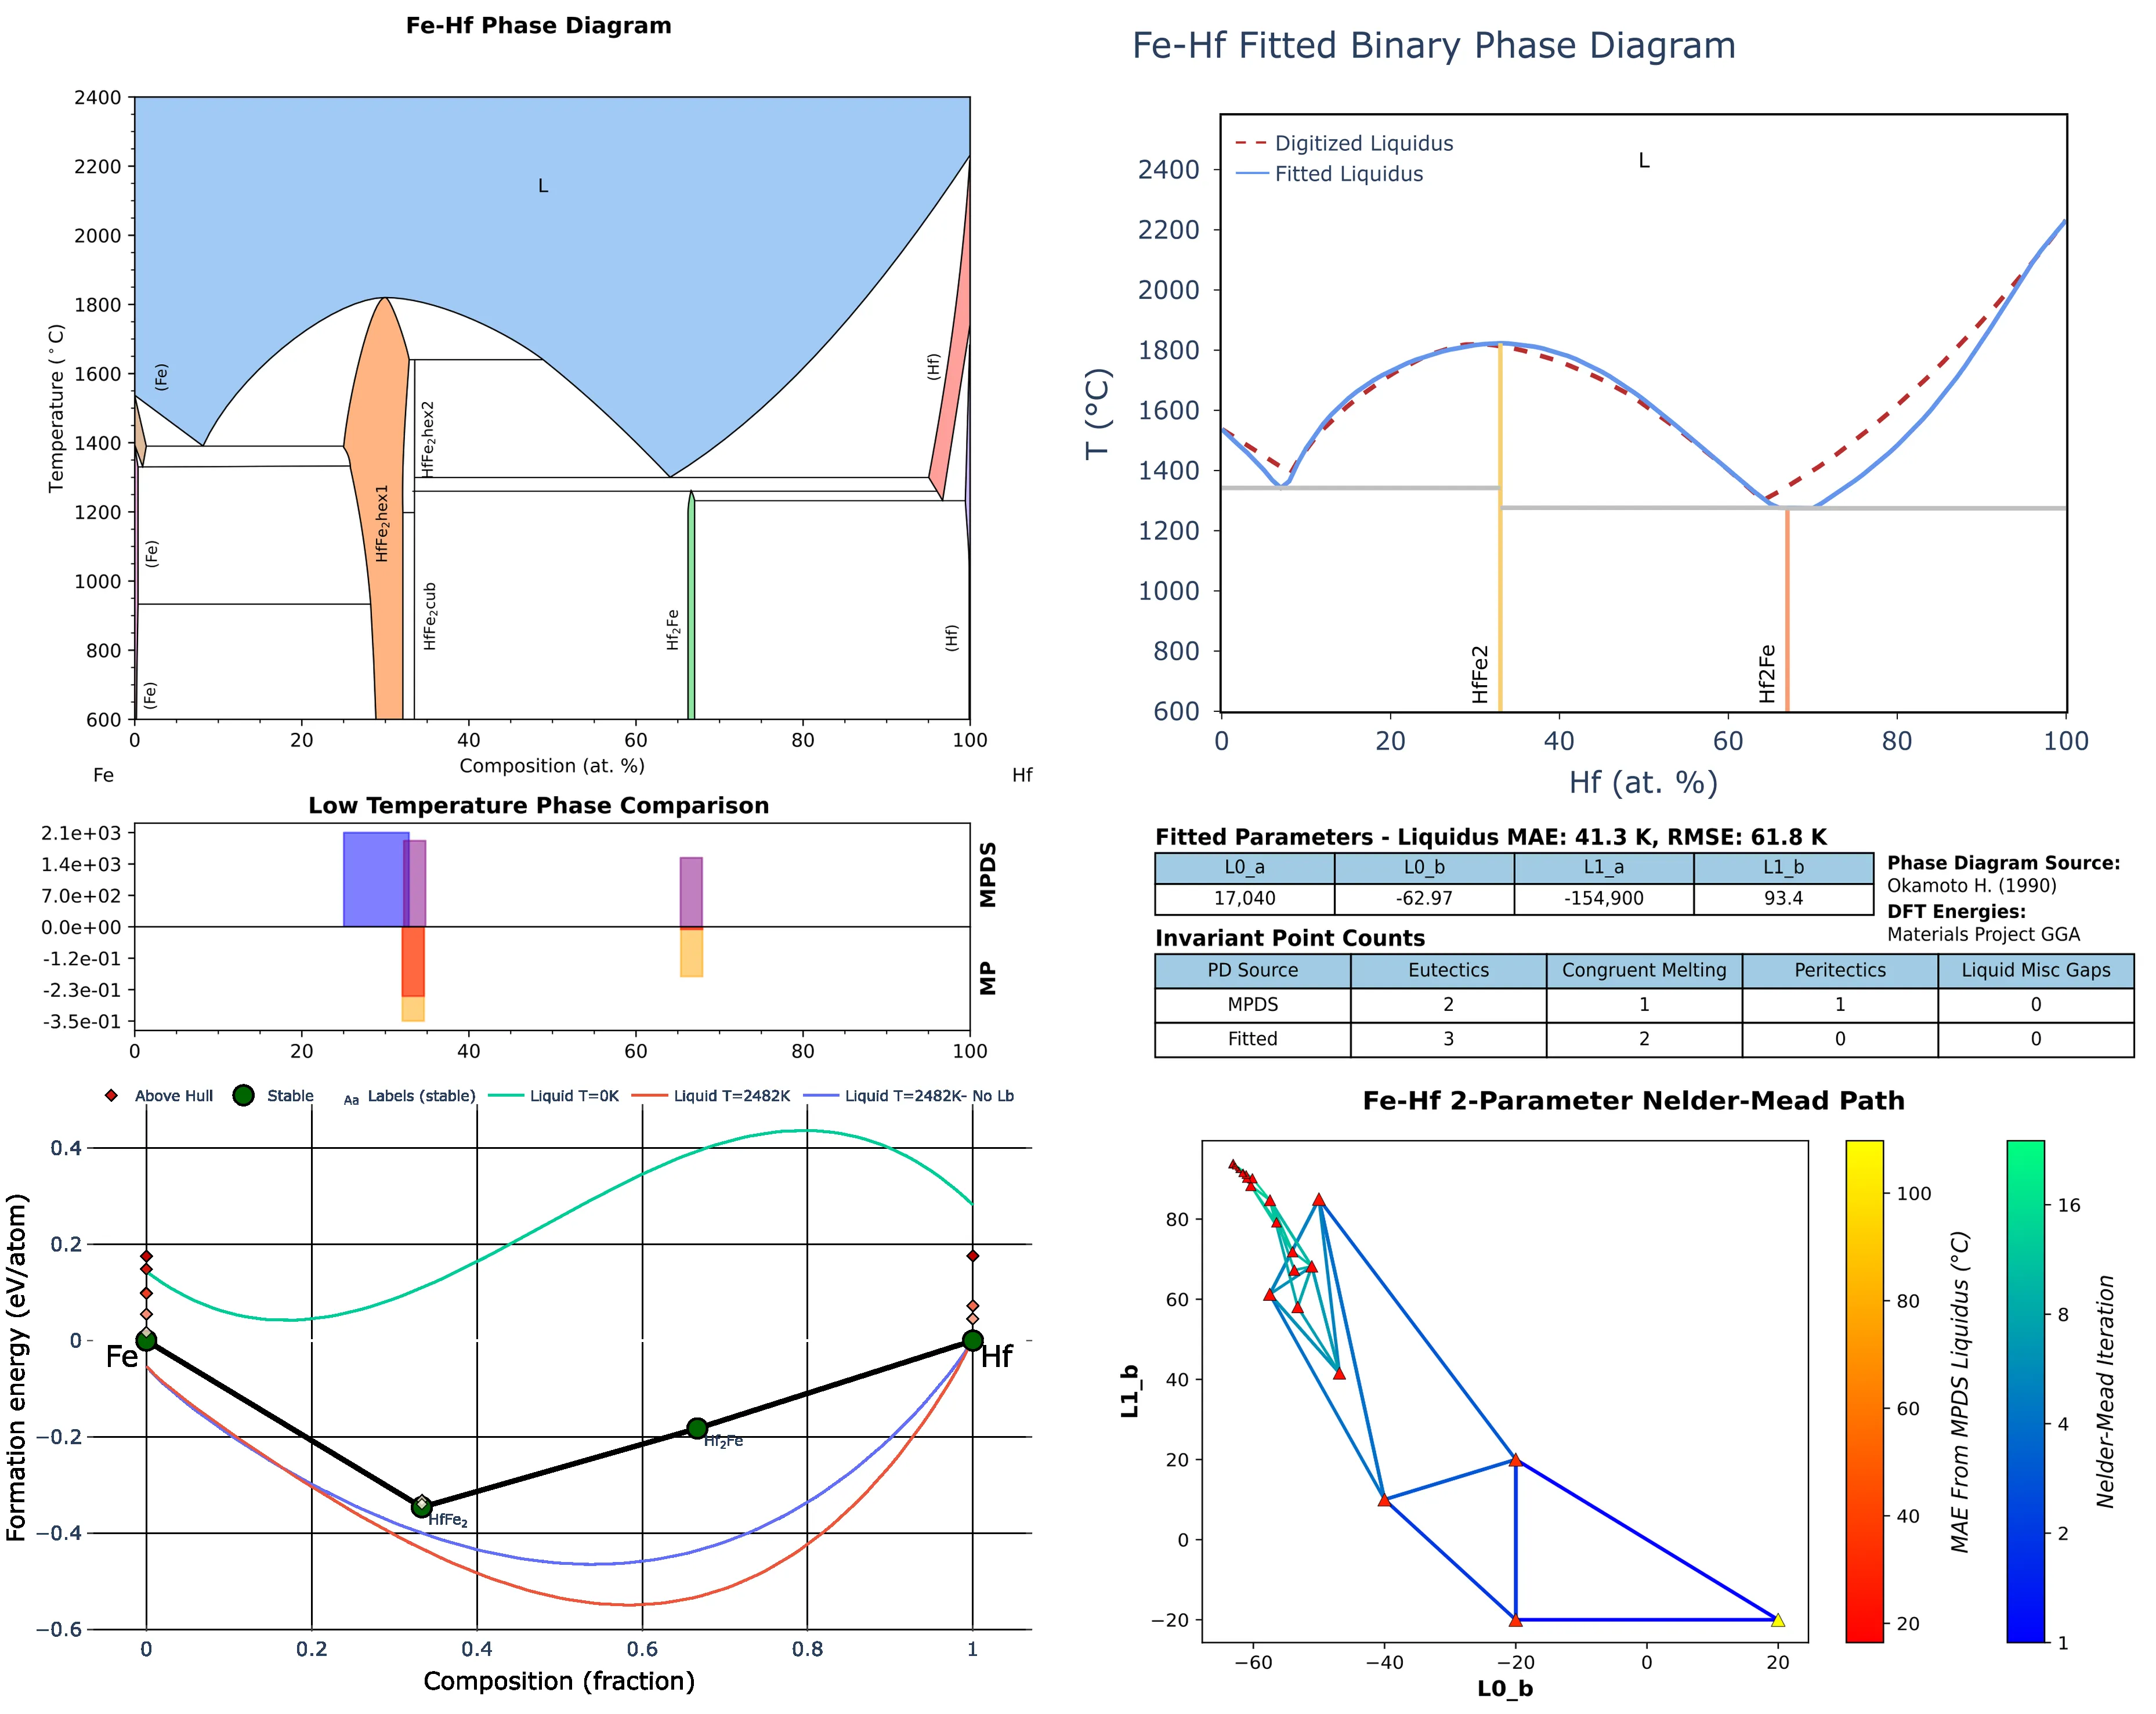 Fe-Hf Phase Diagram
2400
2200
2000
1800
1600
1400
1200
1000
800
600
Temperature (°C)
L
(Fe)
(Fe)
(Fe)
HfFe2hex1
HfFe2hex2
HfFe2cub
Hf2Fe
(Hf)
(Hf)
0 20 40 60 80 100
Composition (at. %)
Fe Hf
Fe-Hf Fitted Binary Phase Diagram
Digitized Liquidus
Fitted Liquidus
L
2400
2200
2000
1800
1600
1400
1200
1000
800
600
T (°C)
HfFe2
Hf2Fe
0 20 40 60 80 100
Hf (at. %)
Low Temperature Phase Comparison
2.1e+03
1.4e+03
7.0e+02
0.0e+00
-1.2e-01
-2.3e-01
-3.5e-01
MPDS
MP
0 20 40 60 80 100
Fitted Parameters - Liquidus MAE: 41.3 K, RMSE: 61.8 K
L0_a L0_b L1_a L1_b
17,040 -62.97 -154,900 93.4
Phase Diagram Source:
Okamoto H. (1990)
DFT Energies:
Materials Project GGA
Invariant Point Counts
PD Source Eutectics Congruent Melting Peritectics Liquid Misc Gaps
MPDS 2 1 1 0
Fitted 3 2 0 0
Above Hull Stable Aa Labels (stable) Liquid T=0K Liquid T=2482K Liquid T=2482K- No Lb
0.4
0.2
0
−0.2
−0.4
−0.6
Formation energy (eV/atom)
Fe
Hf
Hf2Fe
HfFe2
0 0.2 0.4 0.6 0.8 1
Composition (fraction)
Fe-Hf 2-Parameter Nelder-Mead Path
80
60
40
20
0
−20
L1_b
−60 −40 −20 0 20
L0_b
100
80
60
40
20
MAE From MPDS Liquidus (°C)
16
8
4
2
1
Nelder-Mead Iteration